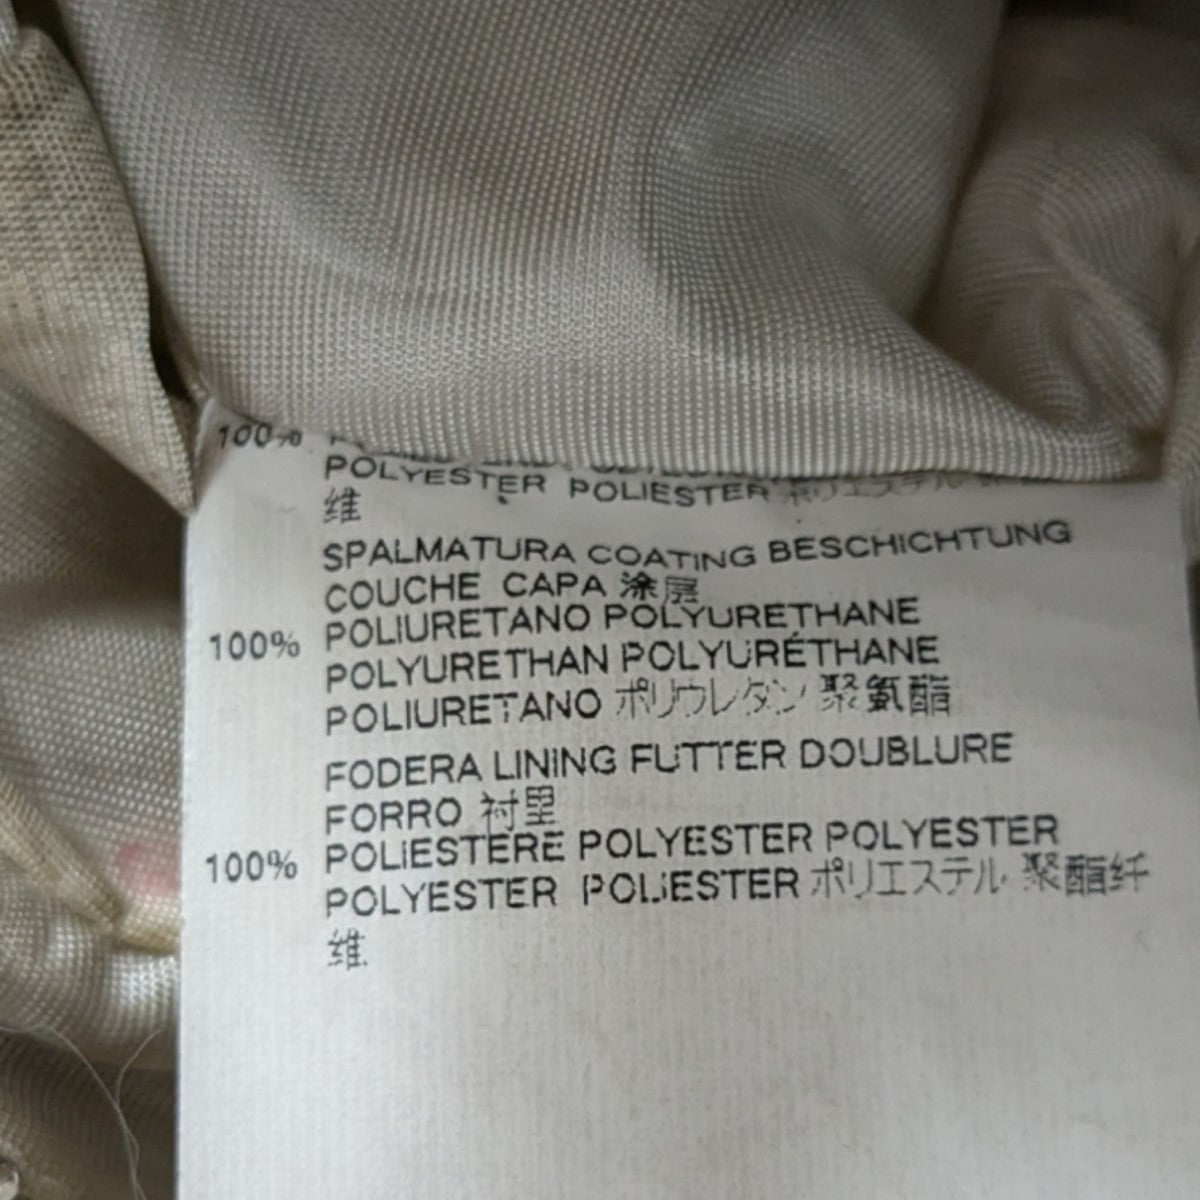 100%
POLYESTER POLIESTER ポリエステル
维
SPALMATURA COATING BESCHICHTUNG
COUCHE CAPA 涂层
100% POLIURETANO POLYURETHANE
POLYURETHAN POLYURÉTHANE
POLIURETANO ポリウレタン 聚氨酯
FODERA LINING FUTTER DOUBLURE
FORRO 衬里
100% POLIESTERE POLYESTER POLYESTER
POLYESTER POLIESTER ポリエステル 聚酯纤
维